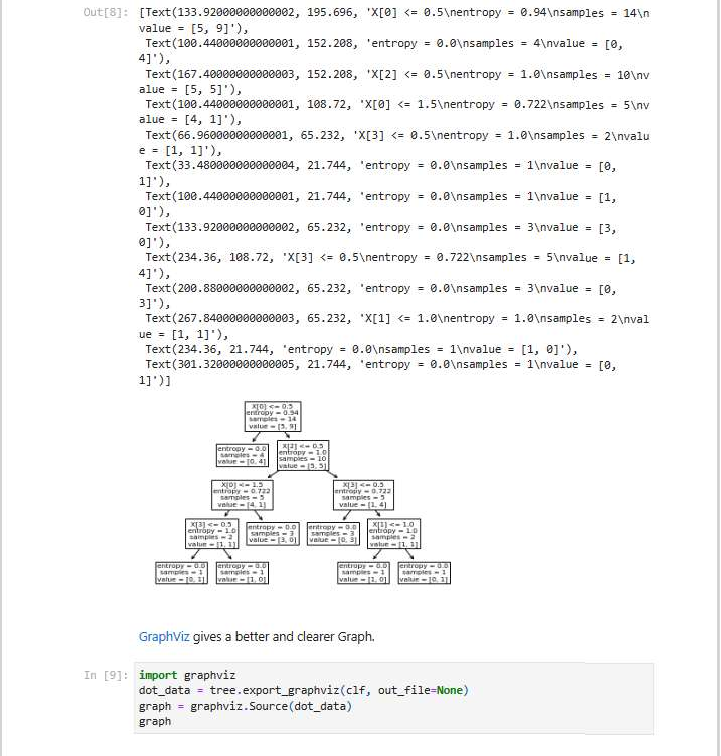 Out[8]: [Text(133.92000000000002, 195.696, 'X[0] <= 0.5\nentropy = 0.94\nsamples = 14\n
value = [5, 9]'),
Text(100.44000000000001, 152.208, 'entropy = 0.0\nsamples = 4\nvalue = [0,
4]'),
Text(167.40000000000003, 152.208, 'X[2] <= 0.5\nentropy = 1.0\nsamples = 10\nv
alue = [5, 5]'),
Text(100.44000000000001, 108.72, 'X[0] <= 1.5\nentropy = 0.722\nsamples = 5\nv
alue = [4, 1]'),
Text(66.96000000000001, 65.232, 'X[3] <= 0.5\nentropy = 1.0\nsamples = 2\nvalu
e = [1, 1]'),
Text(33.480000000000004, 21.744, 'entropy = 0.0\nsamples = 1\nvalue = [0,
1]'),
Text(100.44000000000001, 21.744, 'entropy = 0.0\nsamples = 1\nvalue = [1,
0]'),
Text(133.92000000000002, 65.232, 'entropy = 0.0\nsamples = 3\nvalue = [3,
0]'),
Text(234.36, 108.72, 'X[3] <= 0.5\nentropy = 0.722\nsamples = 5\nvalue = [1,
4]'),
Text(200.88000000000002, 65.232, 'entropy = 0.0\nsamples = 3\nvalue = [0,
3]'),
Text(267.84000000000003, 65.232, 'X[1] <= 1.0\nentropy = 1.0\nsamples = 2\nval
ue = [1, 1]'),
Text(234.36, 21.744, 'entropy = 0.0\nsamples = 1\nvalue = [1, 0]'),
Text(301.32000000000005, 21.744, 'entropy = 0.0\nsamples = 1\nvalue = [0,
1]')]
X[0] <= 0.5
entropy = 0.94
samples = 14
value = [5, 9]
entropy = 0.0
samples = 4
value = [0, 4]
X[2] <= 0.5
entropy = 1.0
samples = 10
value = [5, 5]
X[0] <= 1.5
entropy = 0.722
samples = 5
value = [4, 1]
X[3] <= 0.5
entropy = 0.722
samples = 5
value = [1, 4]
X[3] <= 0.5
entropy = 1.0
samples = 2
value = [1, 1]
entropy = 0.0
samples = 3
value = [3, 0]
entropy = 0.0
samples = 3
value = [0, 3]
X[1] <= 1.0
entropy = 1.0
samples = 2
value = [1, 1]
entropy = 0.0
samples = 1
value = [0, 1]
entropy = 0.0
samples = 1
value = [1, 0]
entropy = 0.0
samples = 1
value = [1, 0]
entropy = 0.0
samples = 1
value = [0, 1]
GraphViz gives a better and clearer Graph.
In [9]: import graphviz
dot_data = tree.export_graphviz(clf, out_file=None)
graph = graphviz.Source(dot_data)
graph